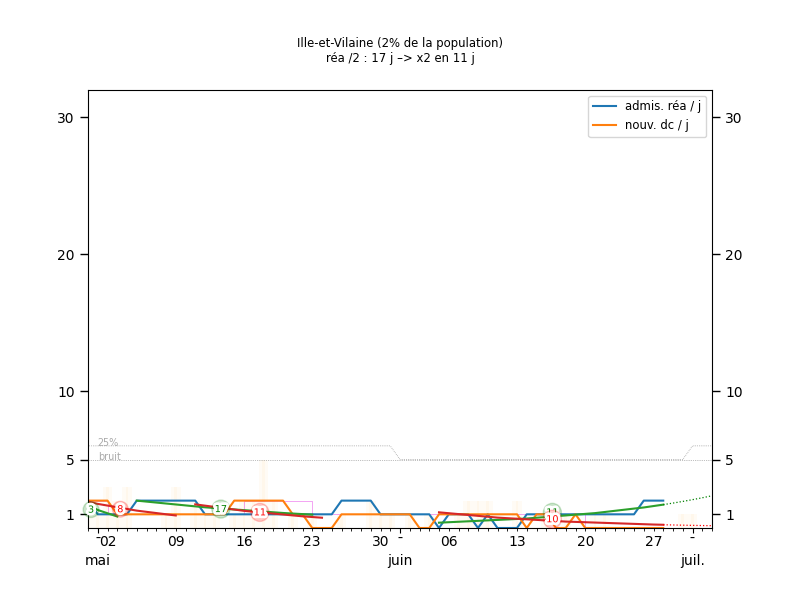 Ille-et-Vilaine (2% de la population)
réa /2 : 17 j –> x2 en 11 j
admis. réa / j
nouv. dc / j
30 30
20 20
10 10
5 5
1 1
25%
bruit
3 8 17 11 10
02 09 16 23 30 - 06 13 20 27 -
mai juin juil.